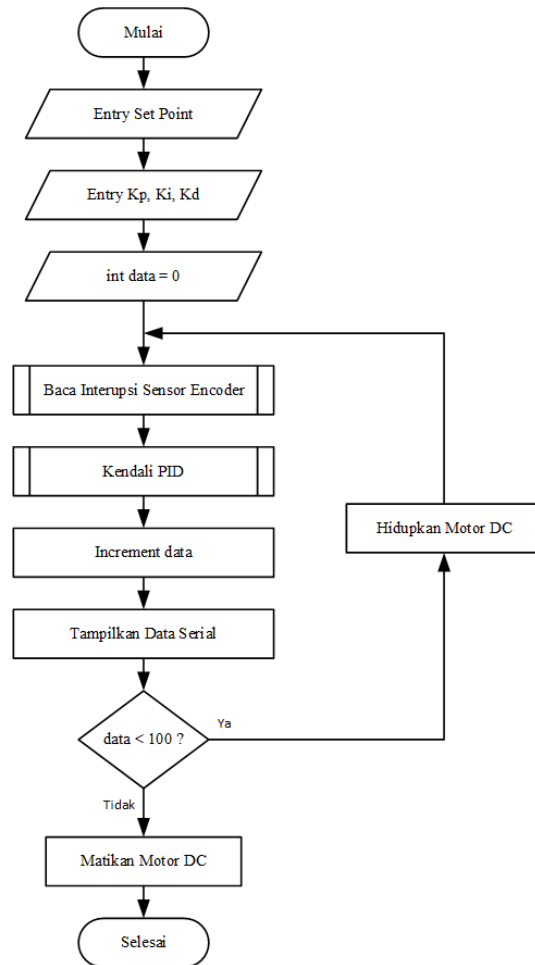 Mulai
Entry Set Point
Entry Kp, Ki, Kd
int data = 0
Baca Interupsi Sensor Encoder
Kendali PID
Hidupkan Motor DC
Increment data
Tampilkan Data Serial
data < 100 ?
Ya
Tidak
Matikan Motor DC
Selesai